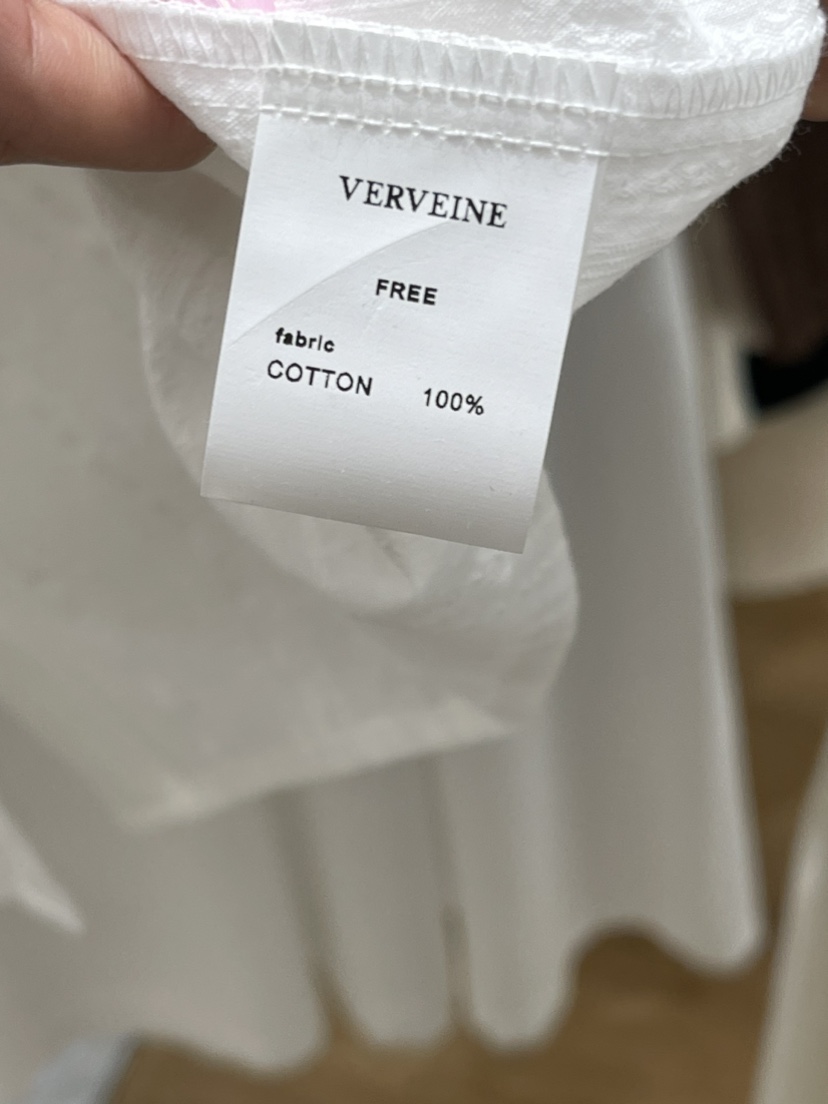 VERVEINE
FREE
fabric
COTTON 100%